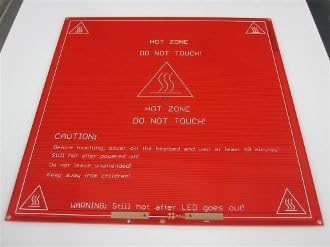 HOT ZONE
DO NOT TOUCH!
HOT ZONE
DO NOT TOUCH!
CAUTION:
Before touching, power off the heatbed and wait at least 10 minutes!
Still hot after powered off.
Do not leave unattended!
Keep away from children!
WARNING: Still hot after LED goes out!